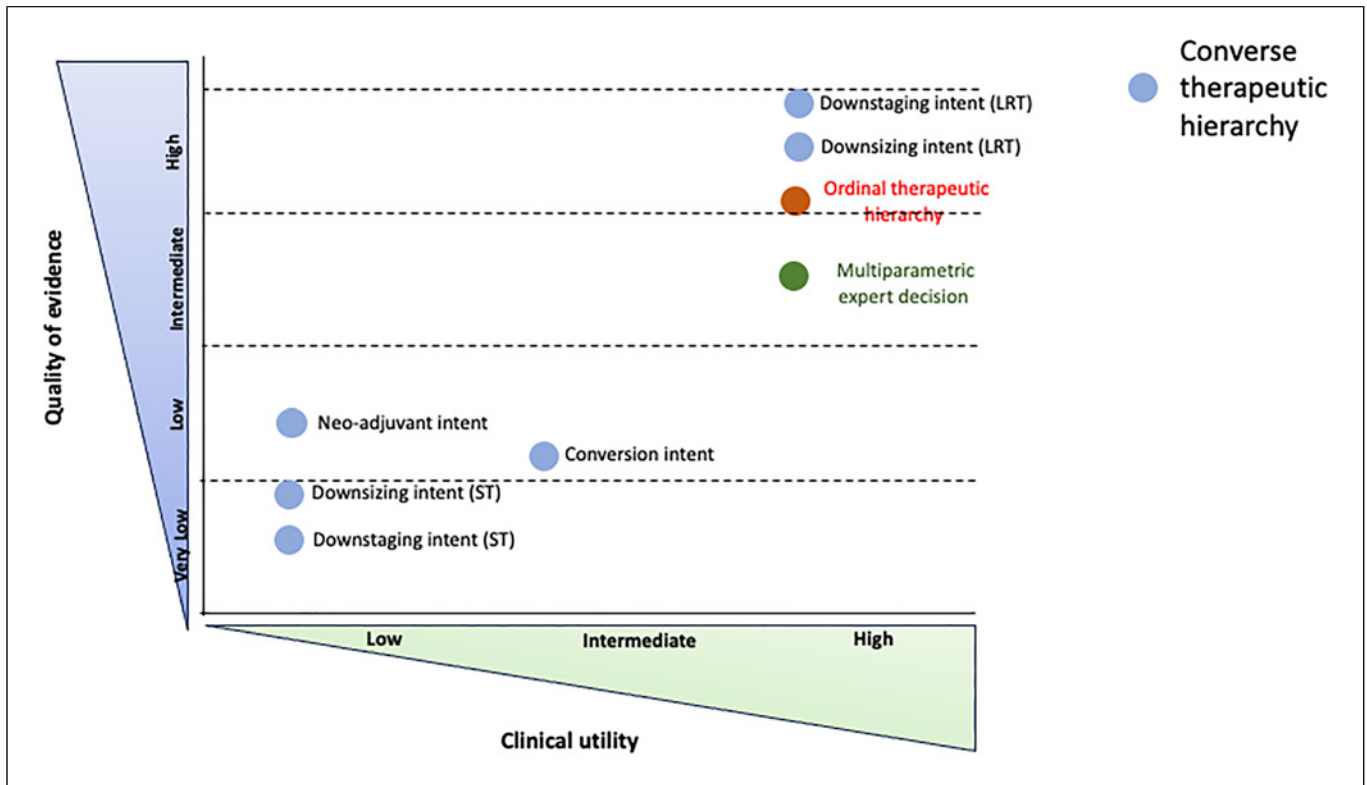 Converse
therapeutic
hierarchy
Downstaging intent (LRT)
Downsizing intent (LRT)
Ordinal therapeutic
hierarchy
Multiparametric
expert decision
Neo-adjuvant intent
Conversion intent
Downsizing intent (ST)
Downstaging intent (ST)
Quality of evidence
High
Intermediate
Low
Very Low
Low
Intermediate
High
Clinical utility